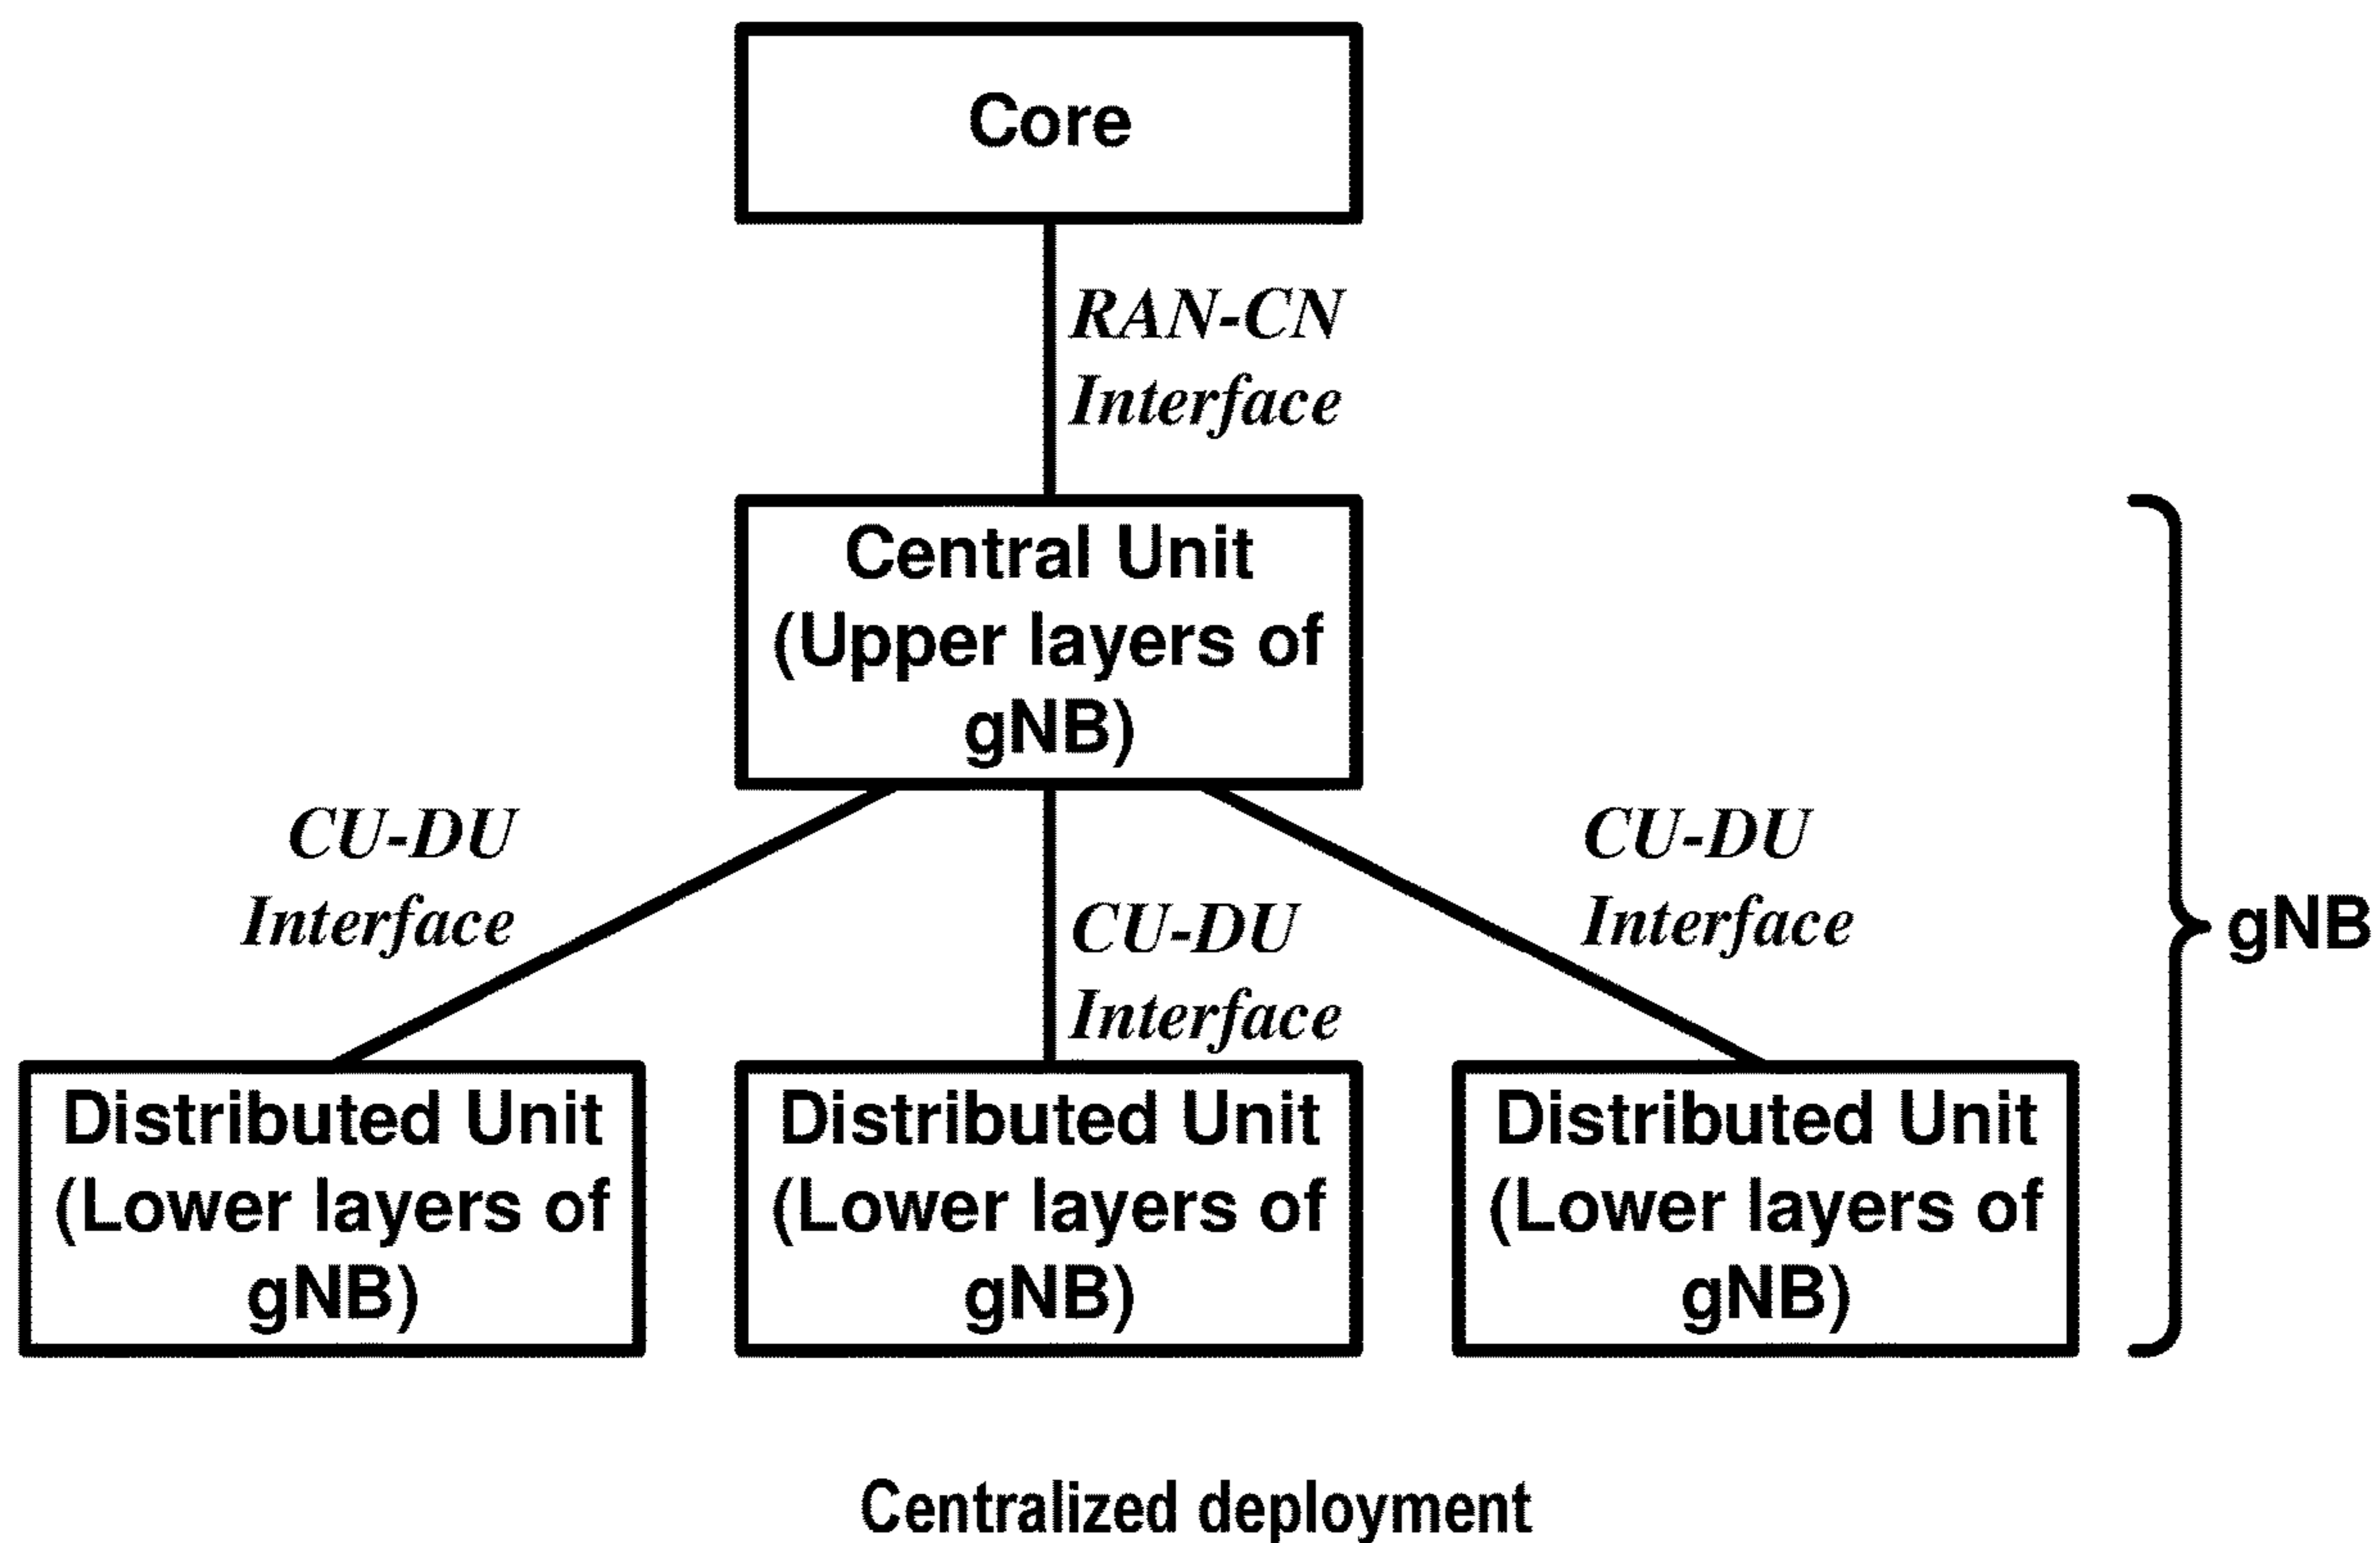 Core
RAN-CN
Interface
Central Unit
(Upper layers of
gNB)
CU-DU
Interface
CU-DU
Interface
CU-DU
Interface
gNB
Distributed Unit
(Lower layers of
gNB)
Distributed Unit
(Lower layers of
gNB)
Distributed Unit
(Lower layers of
gNB)
Centralized deployment